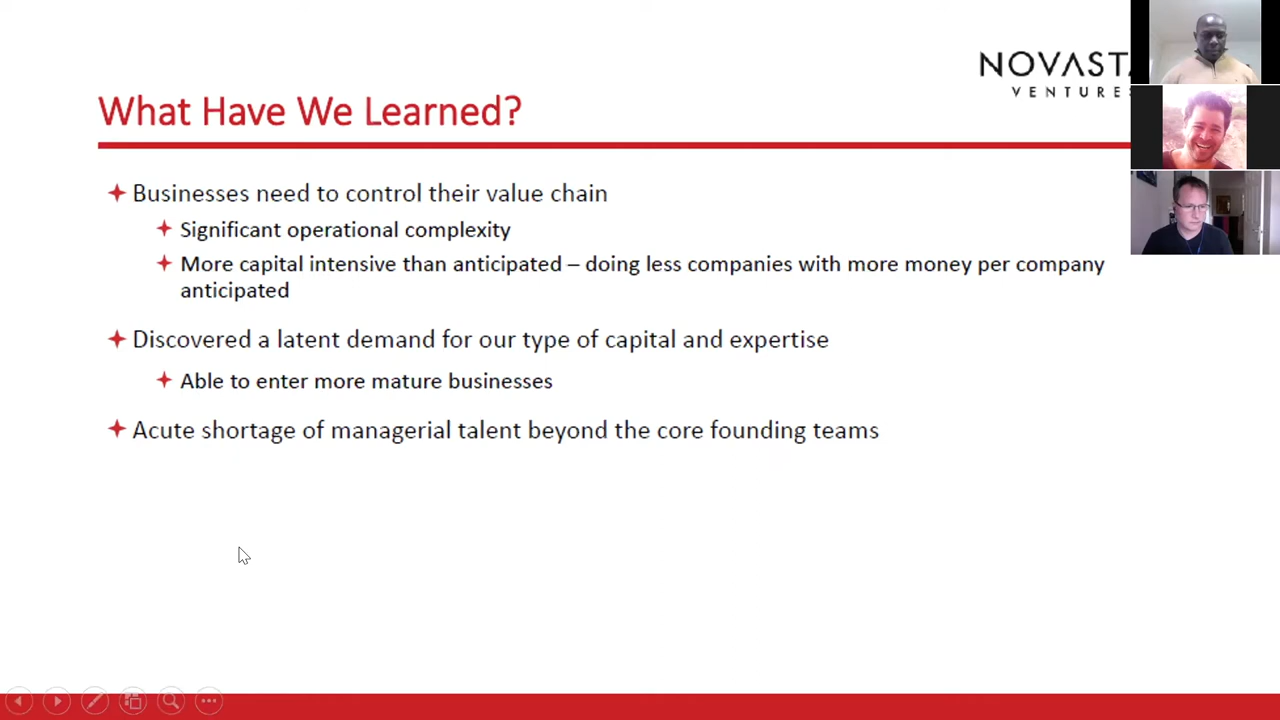 NOVASTA
VENTURES
What Have We Learned?
Businesses need to control their value chain
Significant operational complexity
More capital intensive than anticipated – doing less companies with more money per company
anticipated
Discovered a latent demand for our type of capital and expertise
Able to enter more mature businesses
Acute shortage of managerial talent beyond the core founding teams